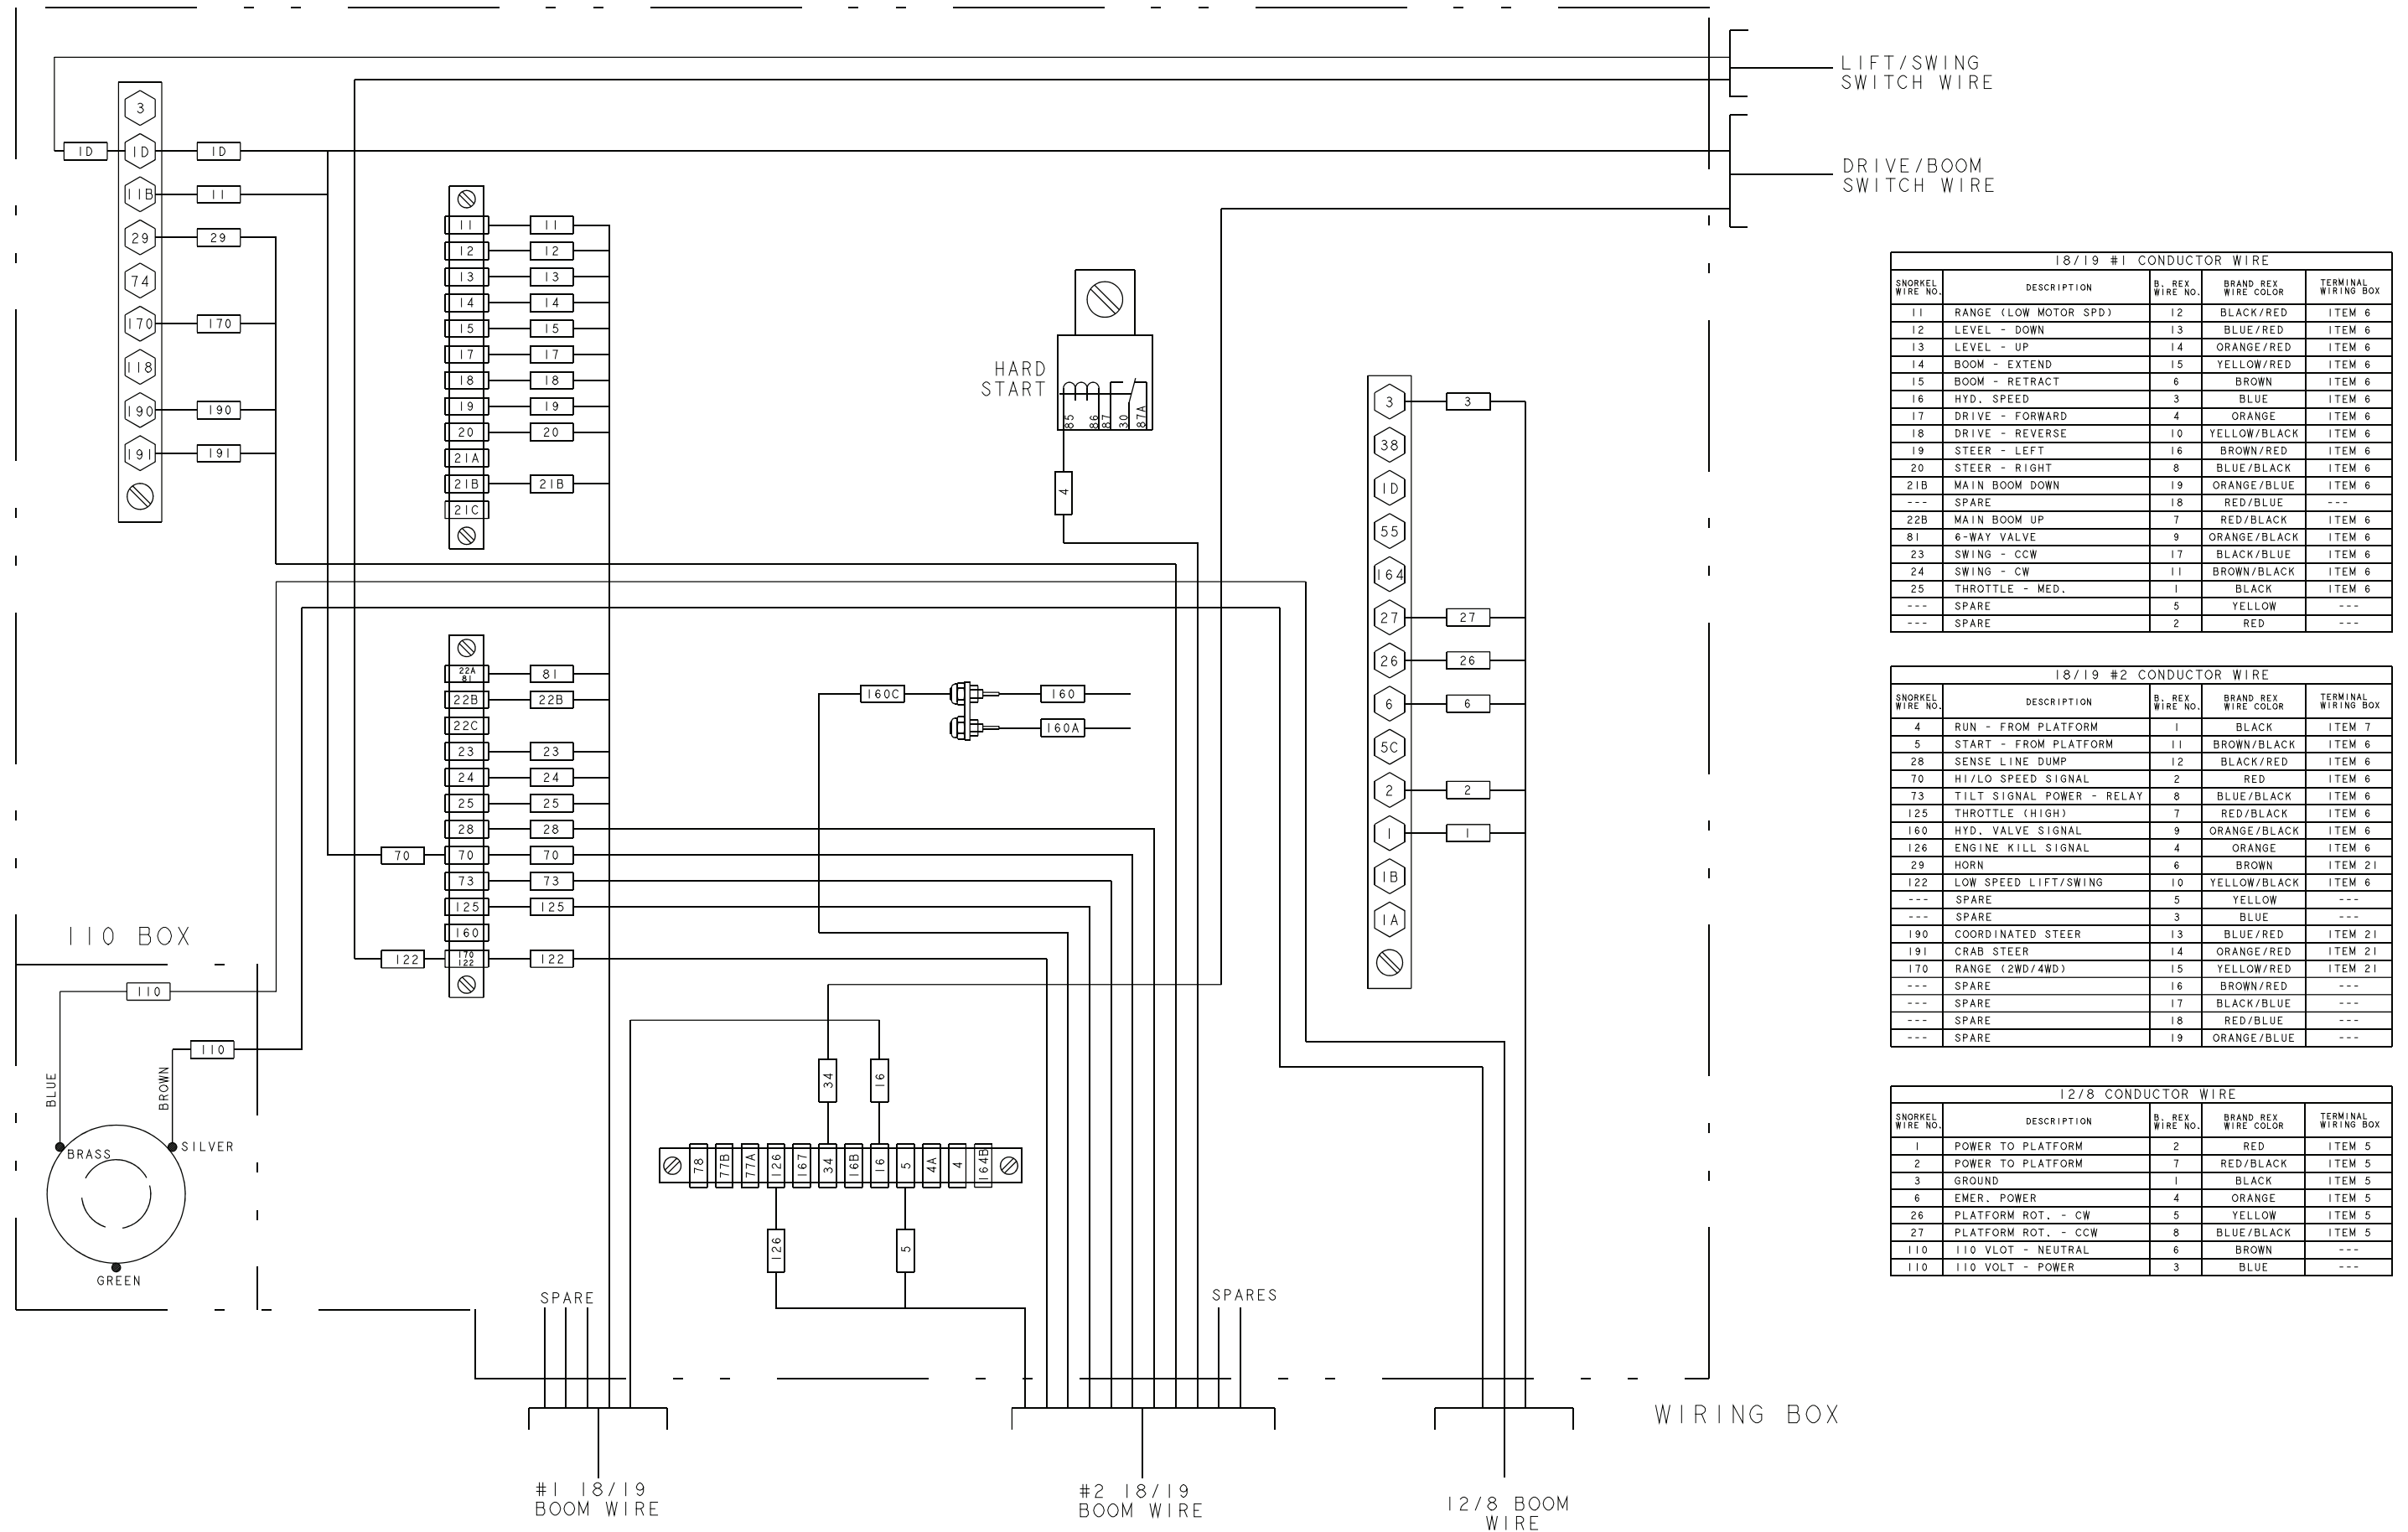 LIFT/SWING
SWITCH WIRE
DRIVE/BOOM
SWITCH WIRE
3
1D 1D 1D
11B 11
29 29
74
170 170
118
190 190
191 191
11 11
12 12
13 13
14 14
15 15
17 17
18 18
19 19
20 20
21A
21B 21B
21C
HARD
START
85 86 87 30 87A
4
3 3
38
1D
55
164
27 27
26 26
6 6
5C
2 2
1 1
1B
1A
22A
81 81
22B 22B
22C
23 23
24 24
25 25
28 28
70 70 70
73 73
125 125
160
122 170
122 122
160C 160
160A
110 BOX
110
110
BLUE
BROWN
BRASS
SILVER
GREEN
34 16
78 77B 77A 126 167 34 16B 16 5 4A 4 164B
126 5
SPARE
SPARES
#1 18/19
BOOM WIRE
#2 18/19
BOOM WIRE
12/8 BOOM
WIRE
WIRING BOX
18/19 #1 CONDUCTOR WIRE
SNORKEL WIRE NO. DESCRIPTION B. REX WIRE NO. BRAND REX WIRE COLOR TERMINAL WIRING BOX
11 RANGE (LOW MOTOR SPD) 12 BLACK/RED ITEM 6
12 LEVEL - DOWN 13 BLUE/RED ITEM 6
13 LEVEL - UP 14 ORANGE/RED ITEM 6
14 BOOM - EXTEND 15 YELLOW/RED ITEM 6
15 BOOM - RETRACT 6 BROWN ITEM 6
16 HYD. SPEED 3 BLUE ITEM 6
17 DRIVE - FORWARD 4 ORANGE ITEM 6
18 DRIVE - REVERSE 10 YELLOW/BLACK ITEM 6
19 STEER - LEFT 16 BROWN/RED ITEM 6
20 STEER - RIGHT 8 BLUE/BLACK ITEM 6
21B MAIN BOOM DOWN 19 ORANGE/BLUE ITEM 6
--- SPARE 18 RED/BLUE ---
22B MAIN BOOM UP 7 RED/BLACK ITEM 6
81 6-WAY VALVE 9 ORANGE/BLACK ITEM 6
23 SWING - CCW 17 BLACK/BLUE ITEM 6
24 SWING - CW 11 BROWN/BLACK ITEM 6
25 THROTTLE - MED. 1 BLACK ITEM 6
--- SPARE 5 YELLOW ---
--- SPARE 2 RED ---
18/19 #2 CONDUCTOR WIRE
SNORKEL WIRE NO. DESCRIPTION B. REX WIRE NO. BRAND REX WIRE COLOR TERMINAL WIRING BOX
4 RUN - FROM PLATFORM 1 BLACK ITEM 7
5 START - FROM PLATFORM 11 BROWN/BLACK ITEM 6
28 SENSE LINE DUMP 12 BLACK/RED ITEM 6
70 HI/LO SPEED SIGNAL 2 RED ITEM 6
73 TILT SIGNAL POWER - RELAY 8 BLUE/BLACK ITEM 6
125 THROTTLE (HIGH) 7 RED/BLACK ITEM 6
160 HYD. VALVE SIGNAL 9 ORANGE/BLACK ITEM 6
126 ENGINE KILL SIGNAL 4 ORANGE ITEM 6
29 HORN 6 BROWN ITEM 21
122 LOW SPEED LIFT/SWING 10 YELLOW/BLACK ITEM 6
--- SPARE 5 YELLOW ---
--- SPARE 3 BLUE ---
190 COORDINATED STEER 13 BLUE/RED ITEM 21
191 CRAB STEER 14 ORANGE/RED ITEM 21
170 RANGE (2WD/4WD) 15 YELLOW/RED ITEM 21
--- SPARE 16 BROWN/RED ---
--- SPARE 17 BLACK/BLUE ---
--- SPARE 18 RED/BLUE ---
--- SPARE 19 ORANGE/BLUE ---
12/8 CONDUCTOR WIRE
SNORKEL WIRE NO. DESCRIPTION B. REX WIRE NO. BRAND REX WIRE COLOR TERMINAL WIRING BOX
1 POWER TO PLATFORM 2 RED ITEM 5
2 POWER TO PLATFORM 7 RED/BLACK ITEM 5
3 GROUND 1 BLACK ITEM 5
6 EMER. POWER 4 ORANGE ITEM 5
26 PLATFORM ROT. - CW 5 YELLOW ITEM 5
27 PLATFORM ROT. - CCW 8 BLUE/BLACK ITEM 5
110 110 VLOT - NEUTRAL 6 BROWN ---
110 110 VOLT - POWER 3 BLUE ---